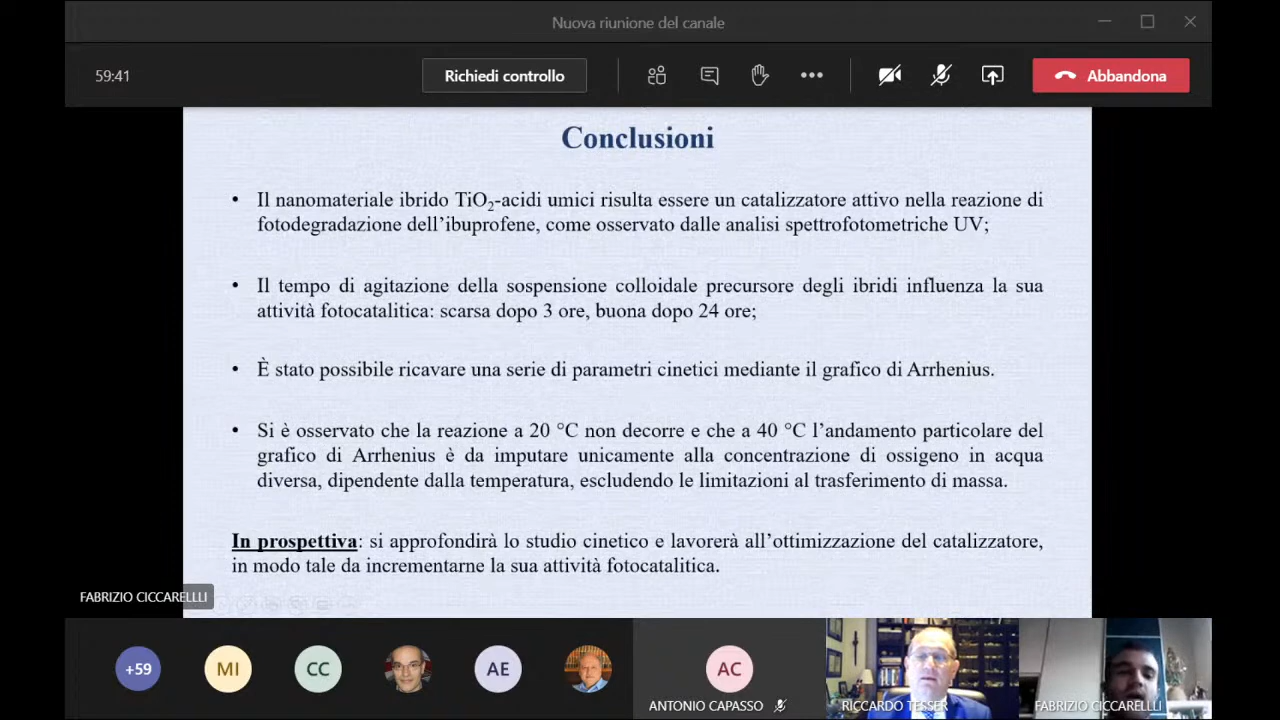 Nuova riunione del canale
59:41
Richiedi controllo
Abbandona
Conclusioni
• Il nanomateriale ibrido TiO₂-acidi umici risulta essere un catalizzatore attivo nella reazione di
fotodegradazione dell’ibuprofene, come osservato dalle analisi spettrofotometriche UV;
• Il tempo di agitazione della sospensione colloidale precursore degli ibridi influenza la sua
attività fotocatalitica: scarsa dopo 3 ore, buona dopo 24 ore;
• È stato possibile ricavare una serie di parametri cinetici mediante il grafico di Arrhenius.
• Si è osservato che la reazione a 20 °C non decorre e che a 40 °C l’andamento particolare del
grafico di Arrhenius è da imputare unicamente alla concentrazione di ossigeno in acqua
diversa, dipendente dalla temperatura, escludendo le limitazioni al trasferimento di massa.
In prospettiva: si approfondirà lo studio cinetico e lavorerà all’ottimizzazione del catalizzatore,
in modo tale da incrementarne la sua attività fotocatalitica.
FABRIZIO CICCARELLLI
+59
MI
CC
AE
AC
ANTONIO CAPASSO
RICCARDO TESSER
FABRIZIO CICCARELLLI